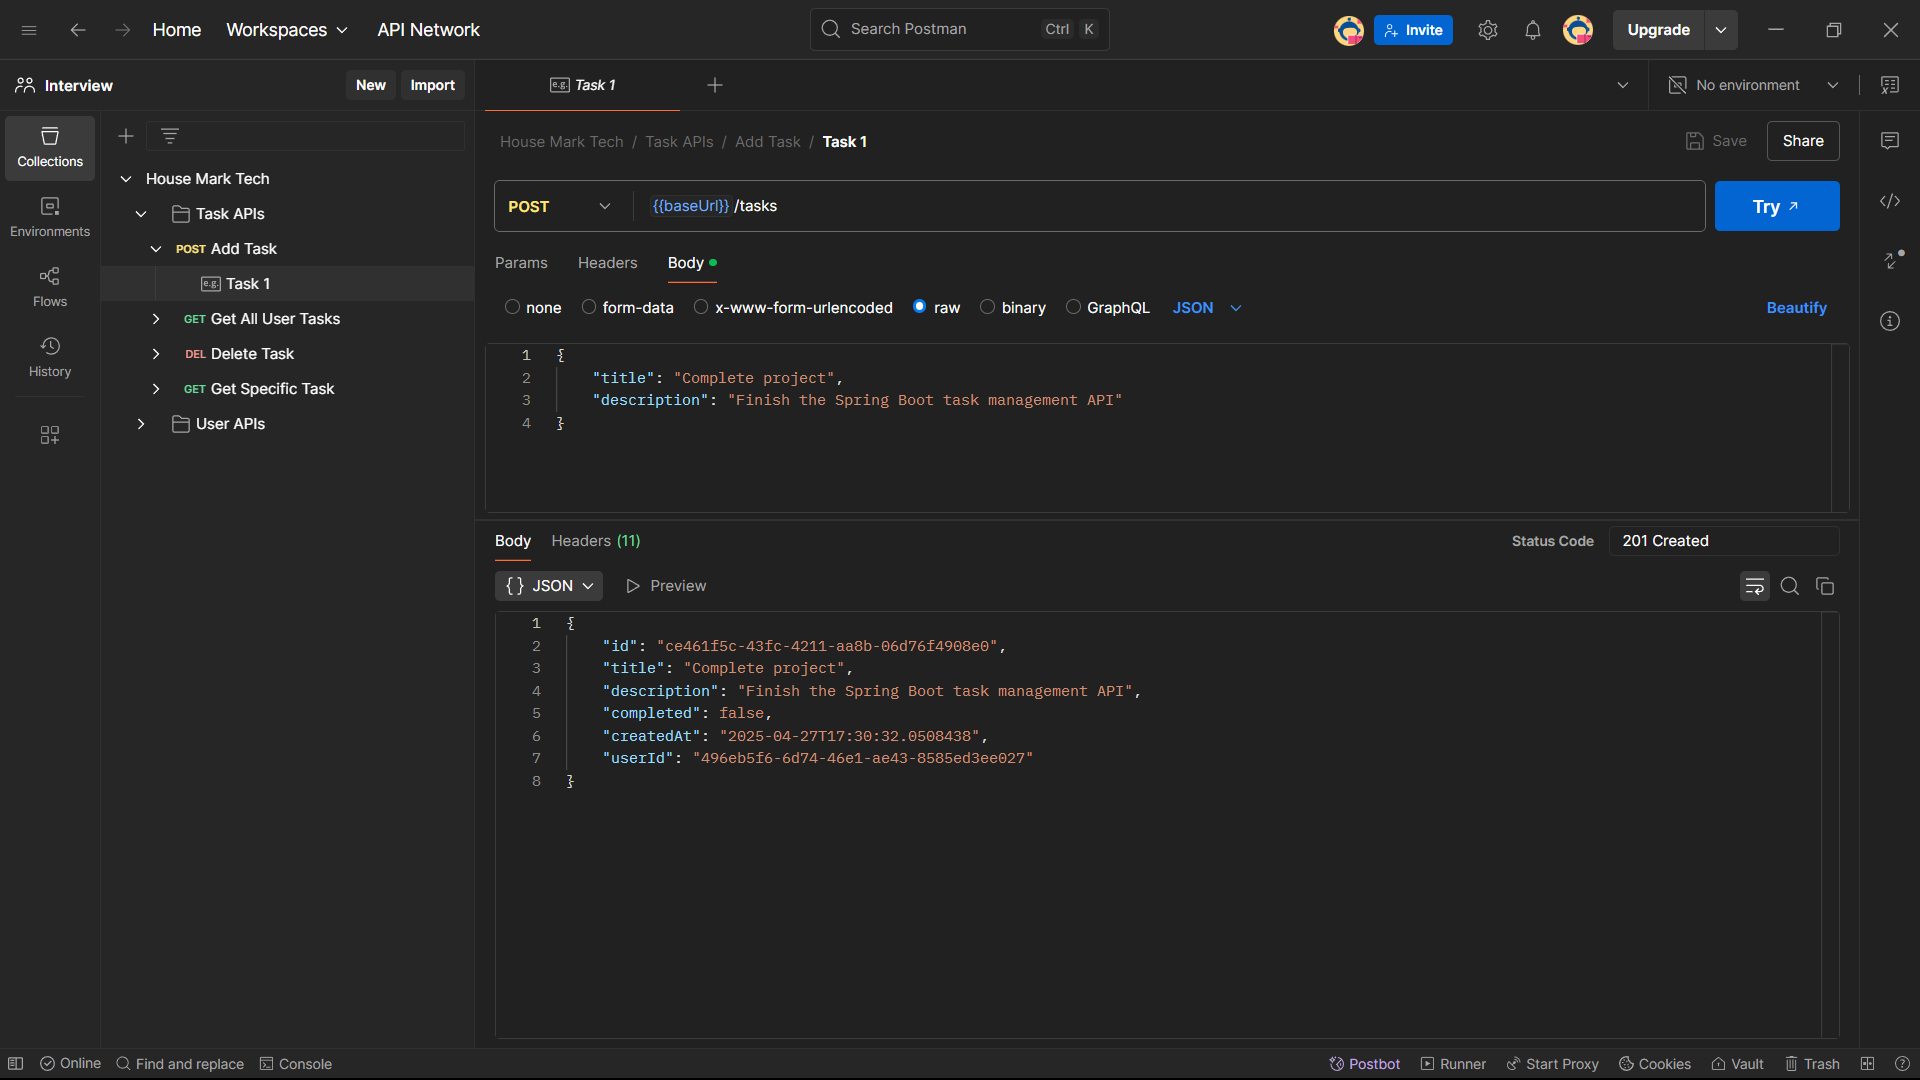 Home Workspaces API Network Search Postman Ctrl K Invite Upgrade
Interview New Import e.g. Task 1 No environment
House Mark Tech / Task APIs / Add Task / Task 1 Save Share
Collections
Environments
Flows
History
House Mark Tech
Task APIs
POST Add Task
e.g. Task 1
GET Get All User Tasks
DEL Delete Task
GET Get Specific Task
User APIs
POST {{baseUrl}} /tasks Try
Params Headers Body
none form-data x-www-form-urlencoded raw binary GraphQL JSON Beautify
1 {
2 "title": "Complete project",
3 "description": "Finish the Spring Boot task management API"
4 }
Body Headers (11) Status Code 201 Created
{} JSON Preview
1 {
2 "id": "ce461f5c-43fc-4211-aa8b-06d76f4908e0",
3 "title": "Complete project",
4 "description": "Finish the Spring Boot task management API",
5 "completed": false,
6 "createdAt": "2025-04-27T17:30:32.0508438",
7 "userId": "496eb5f6-6d74-46e1-ae43-8585ed3ee027"
8 }
Online Find and replace Console Postbot Runner Start Proxy Cookies Vault Trash